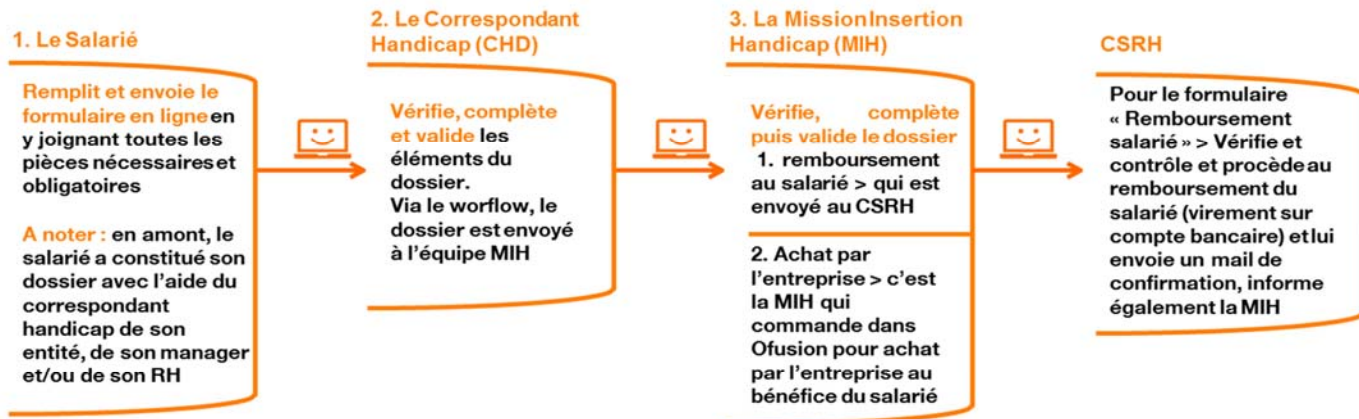 1. Le Salarié
Remplit et envoie le
formulaire en ligne en
y joignant toutes les
pièces nécessaires et
obligatoires
A noter : en amont, le
salarié a constitué son
dossier avec l'aide du
correspondant
handicap de son
entité, de son manager
et/ou de son RH
2. Le Correspondant
Handicap (CHD)
Vérifie, complète
et valide les
éléments du
dossier.
Via le worflow, le
dossier est envoyé
à l'équipe MIH
3. La Mission Insertion
Handicap (MIH)
Vérifie, complète
puis valide le dossier
1. remboursement
au salarié > qui est
envoyé au CSRH
2. Achat par
l'entreprise > c'est
la MIH qui
commande dans
Ofusion pour achat
par l'entreprise au
bénéfice du salarié
CSRH
Pour le formulaire
« Remboursement
salarié » > Vérifie et
contrôle et procède au
remboursement du
salarié (virement sur
compte bancaire) et lui
envoie un mail de
confirmation, informe
également la MIH